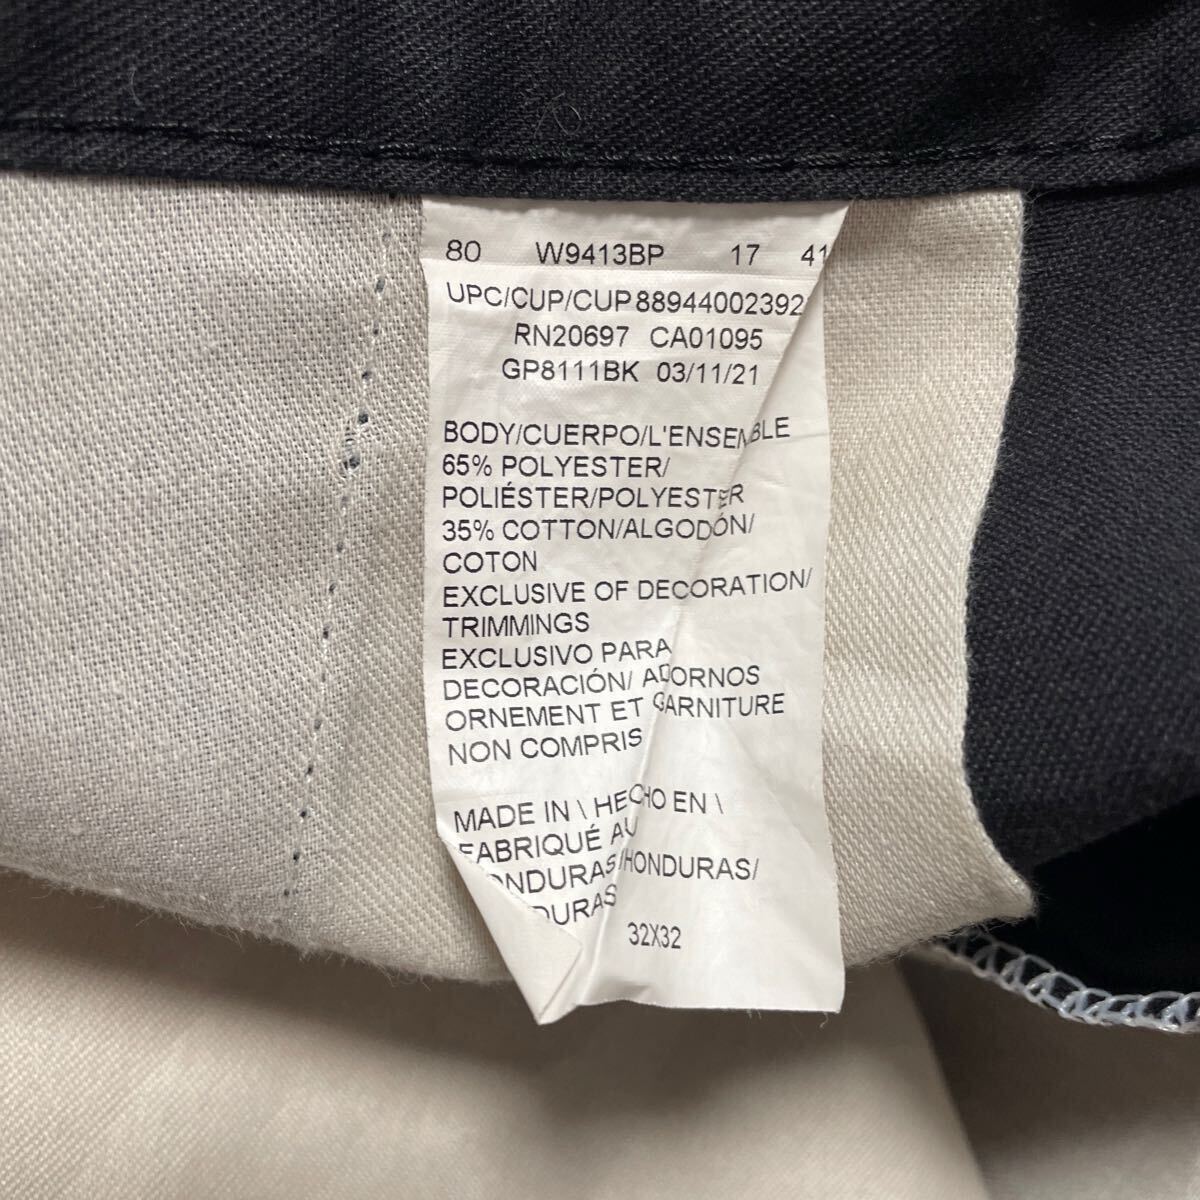 80 W9413BP 17 41
UPC/CUP/CUP 88944002392
RN20697 CA01095
GP8111BK 03/11/21
BODY/CUERPO/L'ENSEMBLE
65% POLYESTER/
POLIÉSTER/POLYESTER
35% COTTON/ALGODÓN/
COTON
EXCLUSIVE OF DECORATION/
TRIMMINGS
EXCLUSIVO PARA
DECORACIÓN/ ADORNOS
ORNEMENT ET GARNITURE
NON COMPRIS
MADE IN \ HECHO EN \
FABRIQUÉ AU
ONDURAS/HONDURAS/
DURAS
32X32